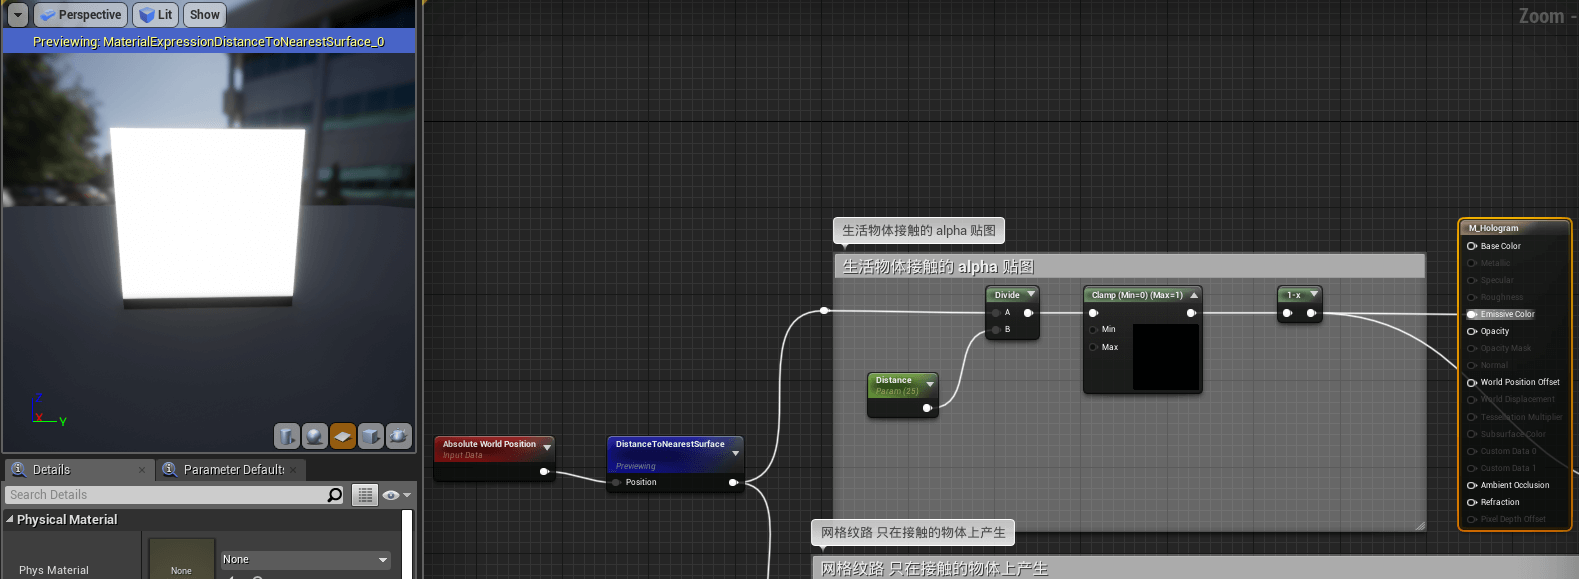 Perspective
Lit
Show
Previewing: MaterialExpressionDistanceToNearestSurface_0
Zoom -
生活物体接触的 alpha 贴图
生活物体接触的 alpha 贴图
M_Hologram
Base Color
Metallic
Specular
Roughness
Emissive Color
Opacity
Opacity Mask
Normal
World Position Offset
World Displacement
Tessellation Multiplier
Subsurface Color
Custom Data 0
Custom Data 1
Ambient Occlusion
Refraction
Pixel Depth Offset
Divide
A
B
Clamp (Min=0) (Max=1)
Min
Max
1-x
Distance
Param (25)
Absolute World Position
Input Data
DistanceToNearestSurface
Previewing
Position
X
Y
网格纹路 只在接触的物体上产生
网格纹路 只在接触的物体上产生
Details
Parameter Default:
Search Details
Physical Material
Phys Material
None
None